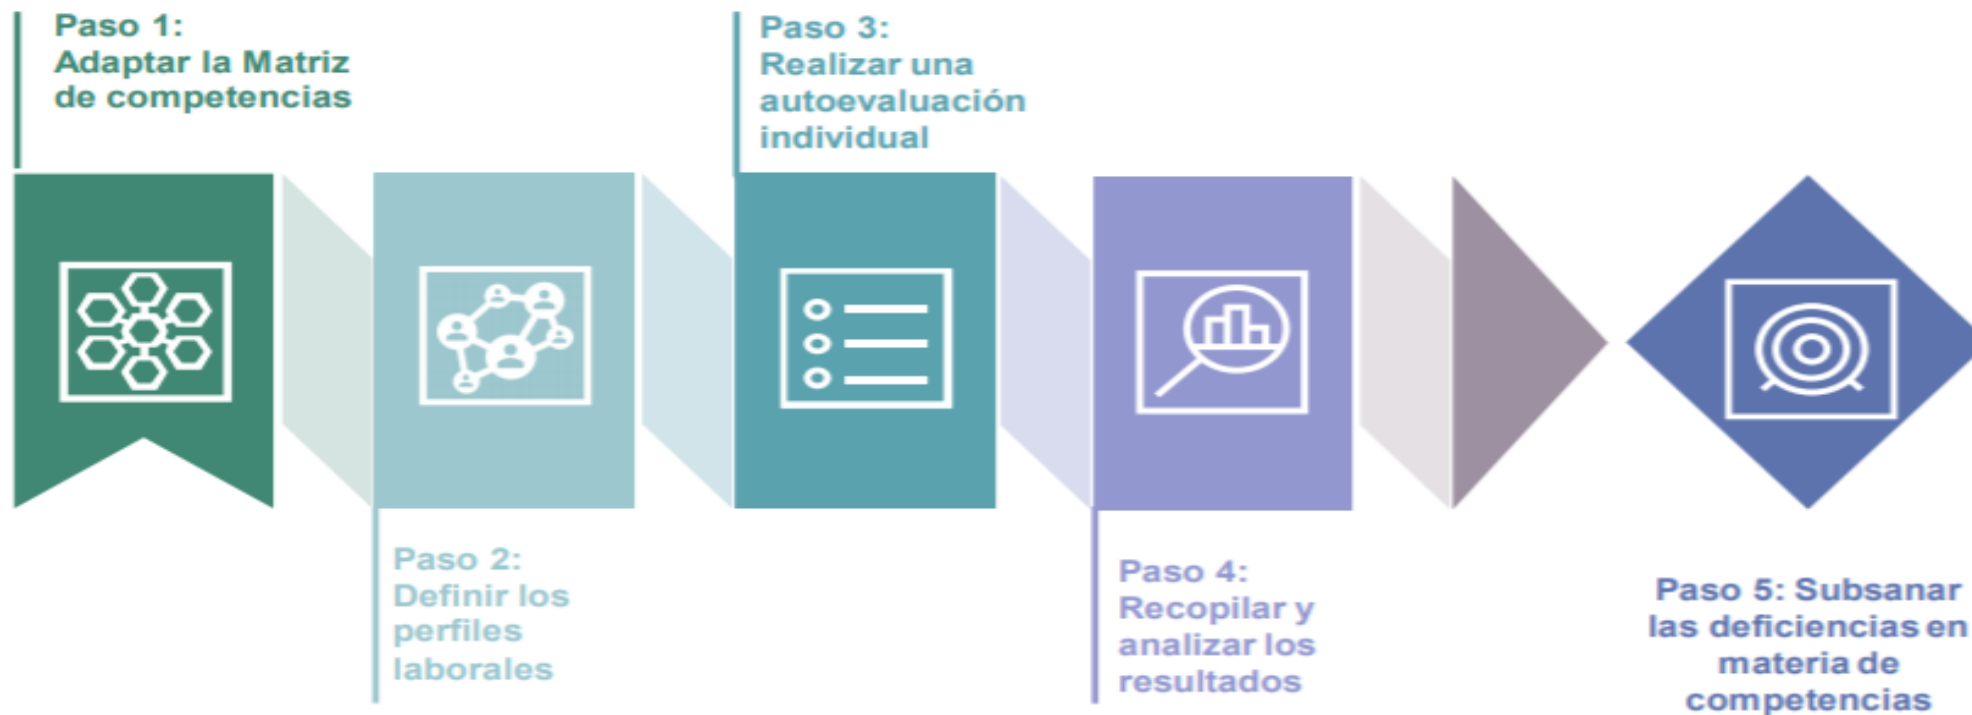 Paso 1:
Adaptar la Matriz
de competencias
Paso 2:
Definir los
perfiles
laborales
Paso 3:
Realizar una
autoevaluación
individual
Paso 4:
Recopilar y
analizar los
resultados
Paso 5: Subsanar
las deficiencias en
materia de
competencias